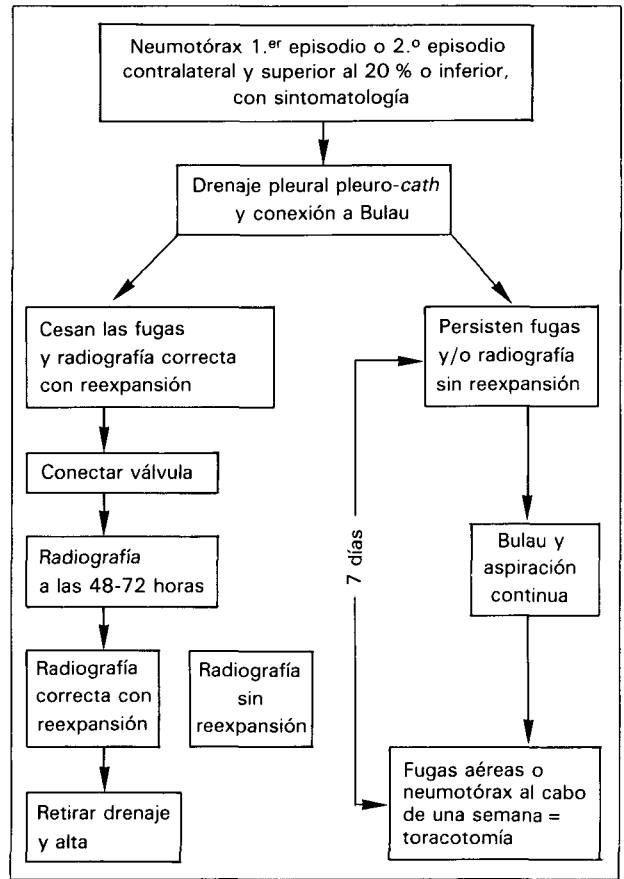 Neumotórax 1.er episodio o 2.º episodio
contralateral y superior al 20 % o inferior,
con sintomatología
Drenaje pleural pleuro-cath
y conexión a Bulau
Cesan las fugas
y radiografía correcta
con reexpansión
Persisten fugas
y/o radiografía
sin reexpansión
Conectar válvula
Radiografía
a las 48-72 horas
7 días
Bulau y
aspiración
continua
Radiografía
correcta con
reexpansión
Radiografía
sin
reexpansión
Retirar drenaje
y alta
Fugas aéreas o
neumotórax al cabo
de una semana =
toracotomía